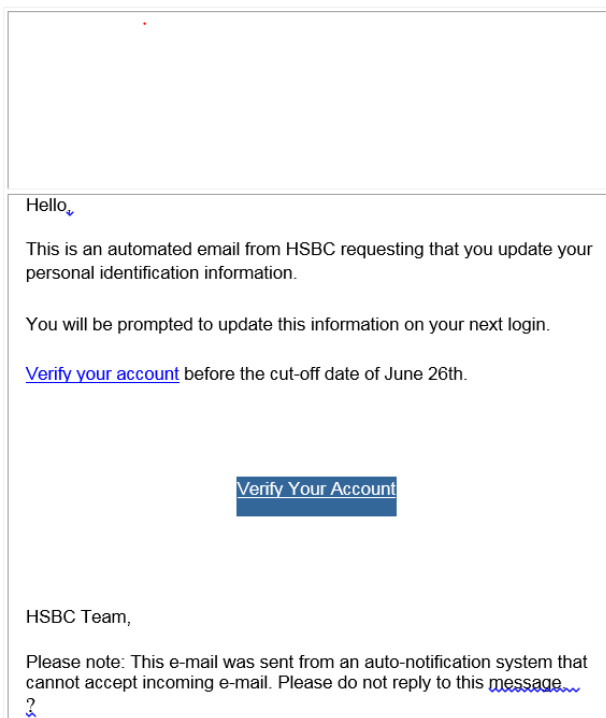 Hello,
This is an automated email from HSBC requesting that you update your
personal identification information.
You will be prompted to update this information on your next login.
Verify your account before the cut-off date of June 26th.
Verify Your Account
HSBC Team,
Please note: This e-mail was sent from an auto-notification system that
cannot accept incoming e-mail. Please do not reply to this message
?